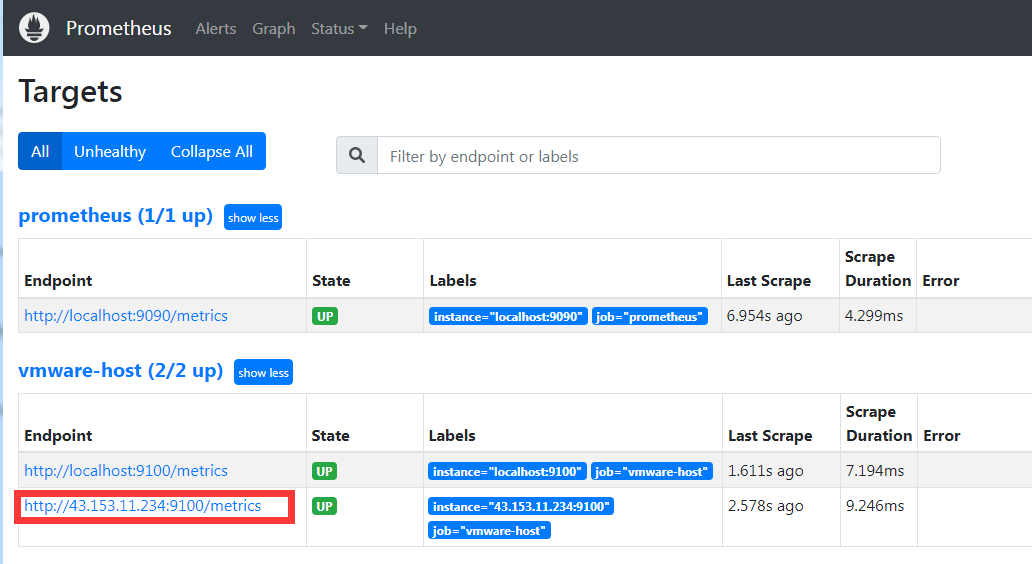 Prometheus Alerts Graph Status Help
Targets
All Unhealthy Collapse All
Filter by endpoint or labels
prometheus (1/1 up) show less
Endpoint State Labels Last Scrape Scrape Duration Error
http://localhost:9090/metrics UP instance="localhost:9090" job="prometheus" 6.954s ago 4.299ms
vmware-host (2/2 up) show less
Endpoint State Labels Last Scrape Scrape Duration Error
http://localhost:9100/metrics UP instance="localhost:9100" job="vmware-host" 1.611s ago 7.194ms
http://43.153.11.234:9100/metrics UP instance="43.153.11.234:9100" 2.578s ago 9.246ms
job="vmware-host"